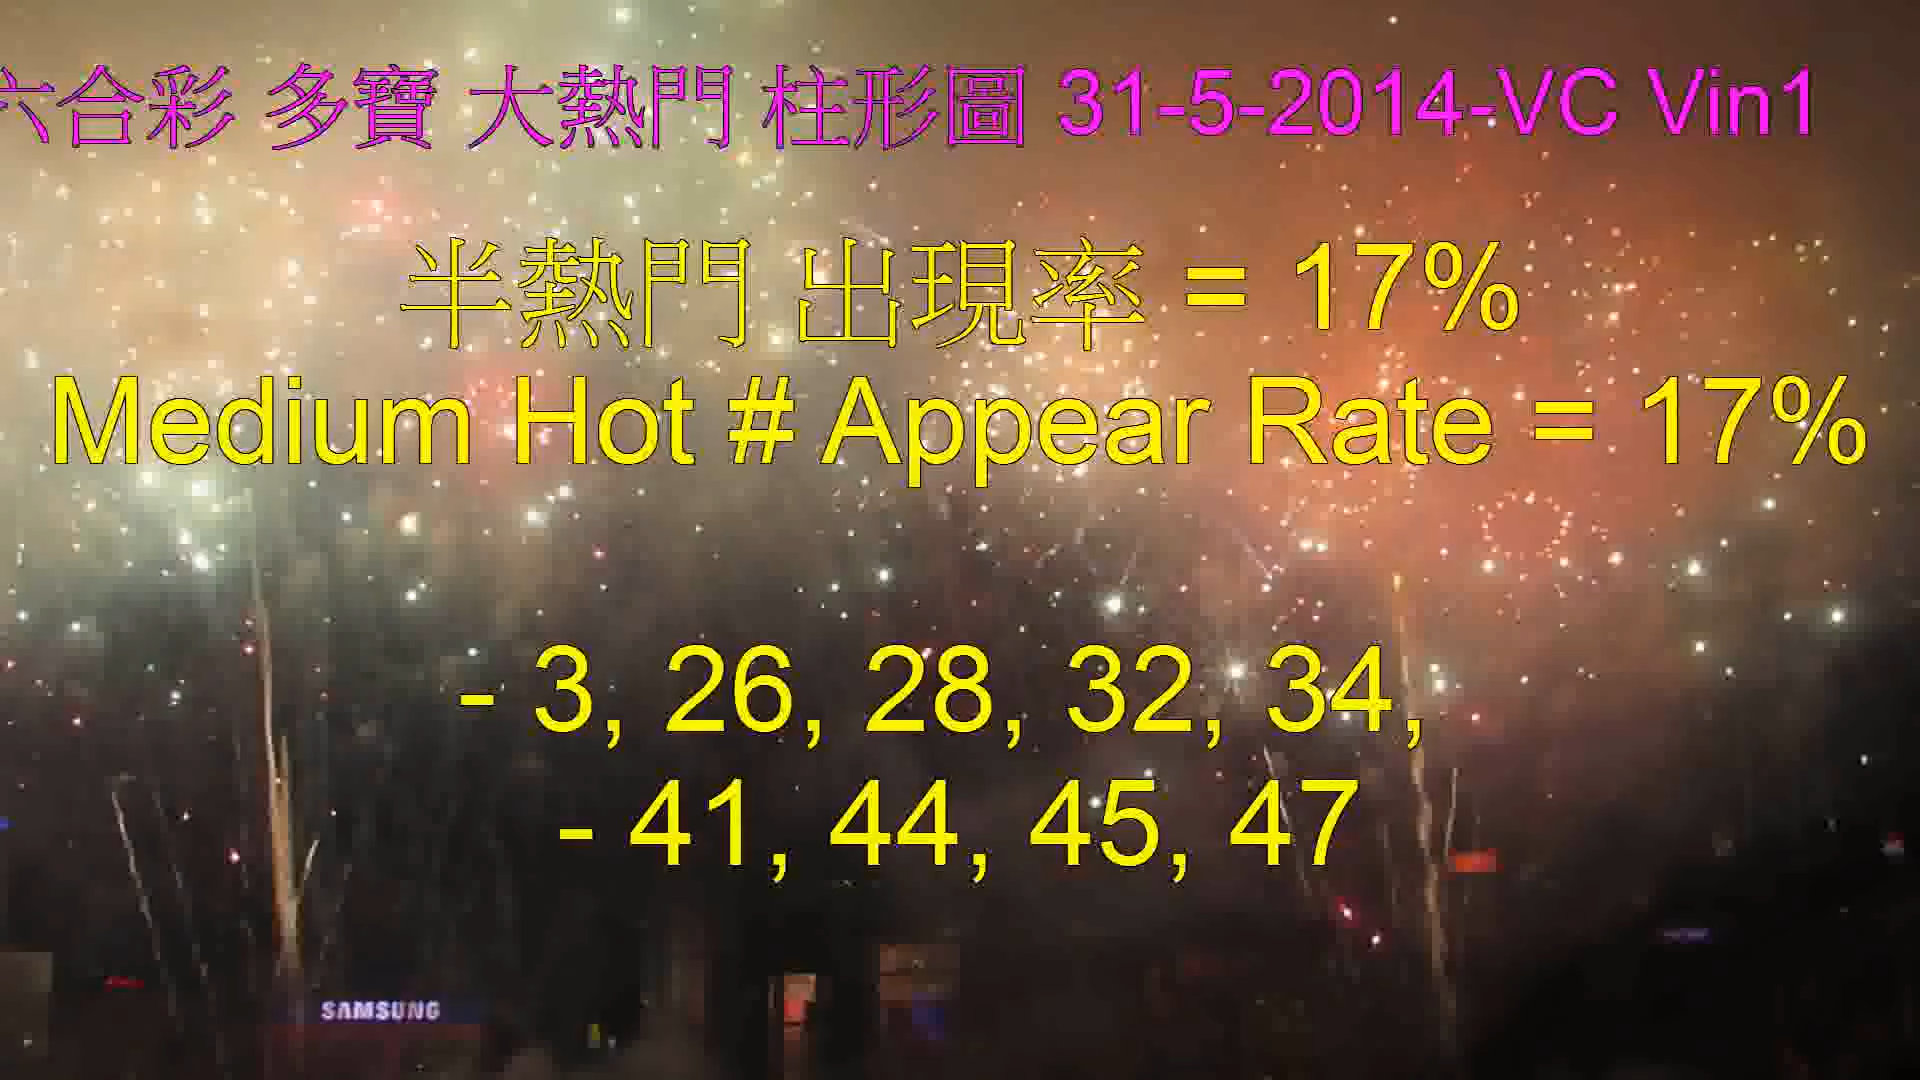 六合彩 多寶 大熱門 柱形圖 31-5-2014-VC Vin1
半熱門 出現率 = 17%
Medium Hot # Appear Rate = 17%
- 3, 26, 28, 32, 34,
- 41, 44, 45, 47
SAMSUNG